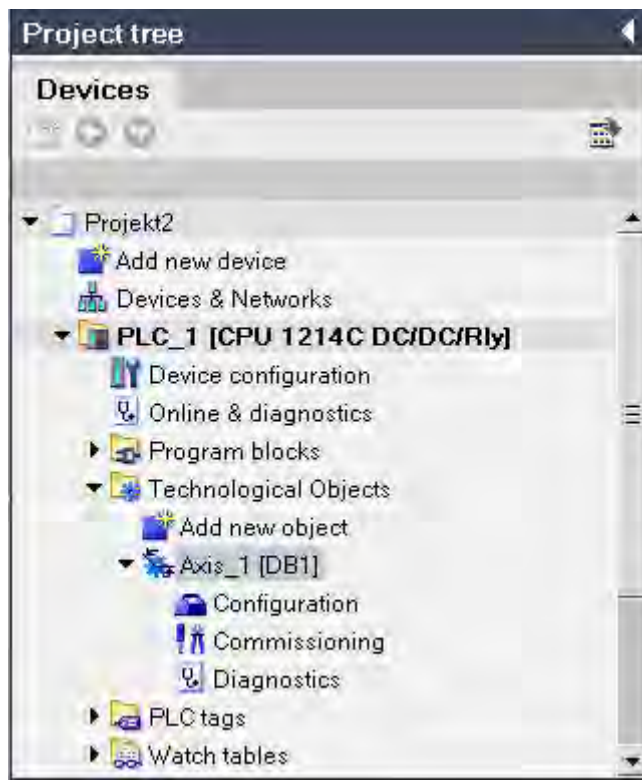 Project tree
Devices
Projekt2
Add new device
Devices & Networks
PLC_1 [CPU 1214C DC/DC/Rly]
Device configuration
Online & diagnostics
Program blocks
Technological Objects
Add new object
Axis_1 [DB1]
Configuration
Commissioning
Diagnostics
PLC tags
Watch tables